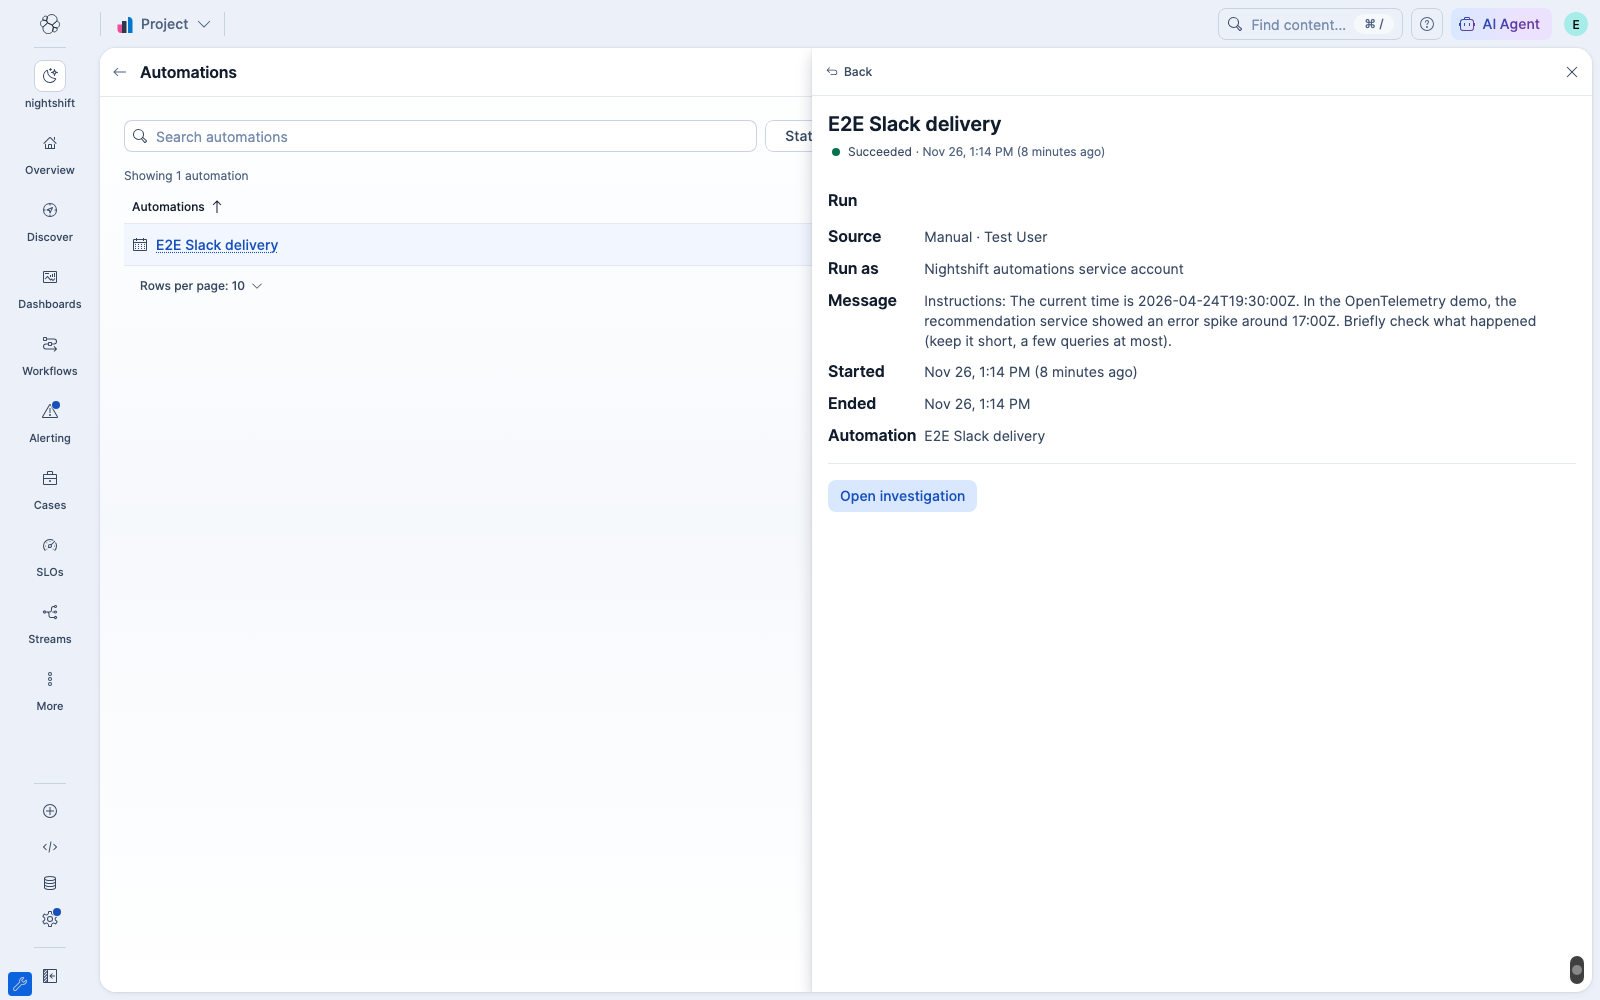 Project
Find content...
⌘ /
AI Agent
E
nightshift
Overview
Discover
Dashboards
Workflows
Alerting
Cases
SLOs
Streams
More
Automations
Search automations
Stat
Showing 1 automation
Automations
E2E Slack delivery
Rows per page: 10
Back
E2E Slack delivery
Succeeded · Nov 26, 1:14 PM (8 minutes ago)
Run
Source Manual · Test User
Run as Nightshift automations service account
Message Instructions: The current time is 2026-04-24T19:30:00Z. In the OpenTelemetry demo, the
recommendation service showed an error spike around 17:00Z. Briefly check what happened
(keep it short, a few queries at most).
Started Nov 26, 1:14 PM (8 minutes ago)
Ended Nov 26, 1:14 PM
Automation E2E Slack delivery
Open investigation